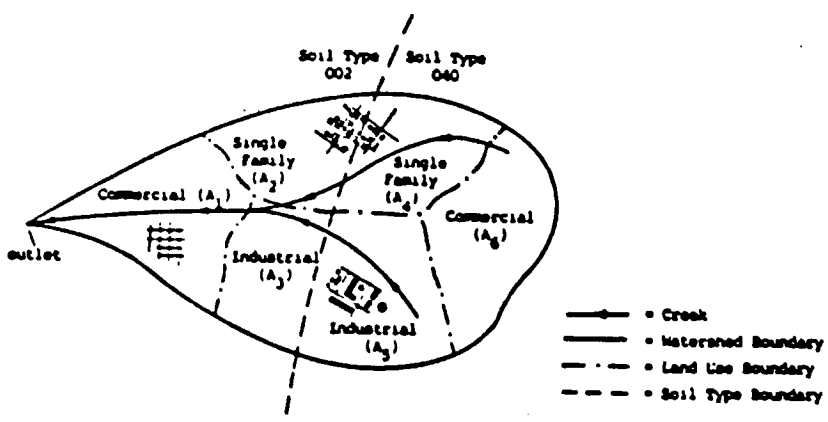 Soil Type
002
Soil Type
040
Single
Family
(A2)
Single
Family
(A4)
Commercial (A1)
Commercial
(A6)
outlet
Industrial
(A3)
Industrial
(A5)
= Creek
= Watershed Boundary
= Land Use Boundary
= Soil Type Boundary